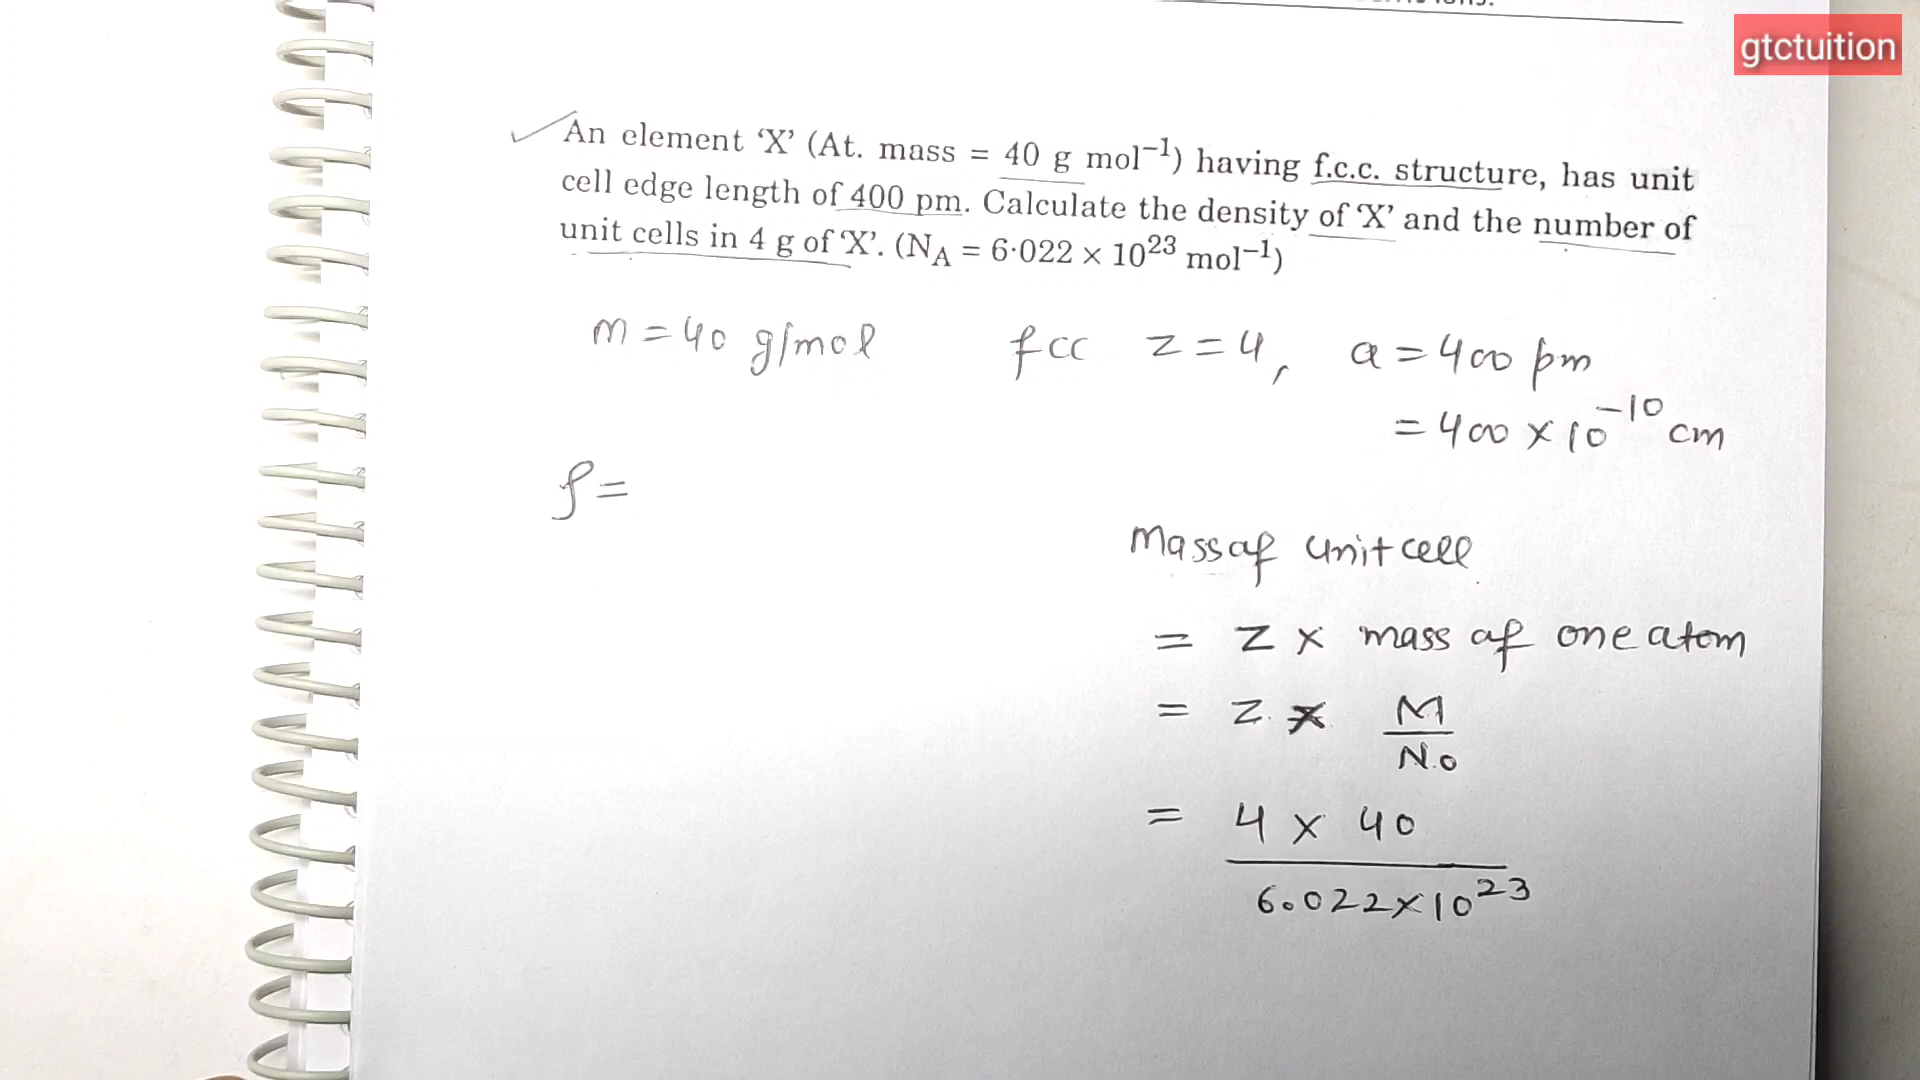 gtctuition
An element ‘X’ (At. mass = 40 g mol⁻¹) having f.c.c. structure, has unit
cell edge length of 400 pm. Calculate the density of ‘X’ and the number of
unit cells in 4 g of ‘X’. (N_A = 6·022 × 10²³ mol⁻¹)
m = 40 g/mol fcc z = 4, a = 400 pm
= 400 × 10⁻¹⁰ cm
ρ =
Mass of unit cell
= Z × mass of one atom
= Z × M/N.o
= 4 × 40
6.022×10²³